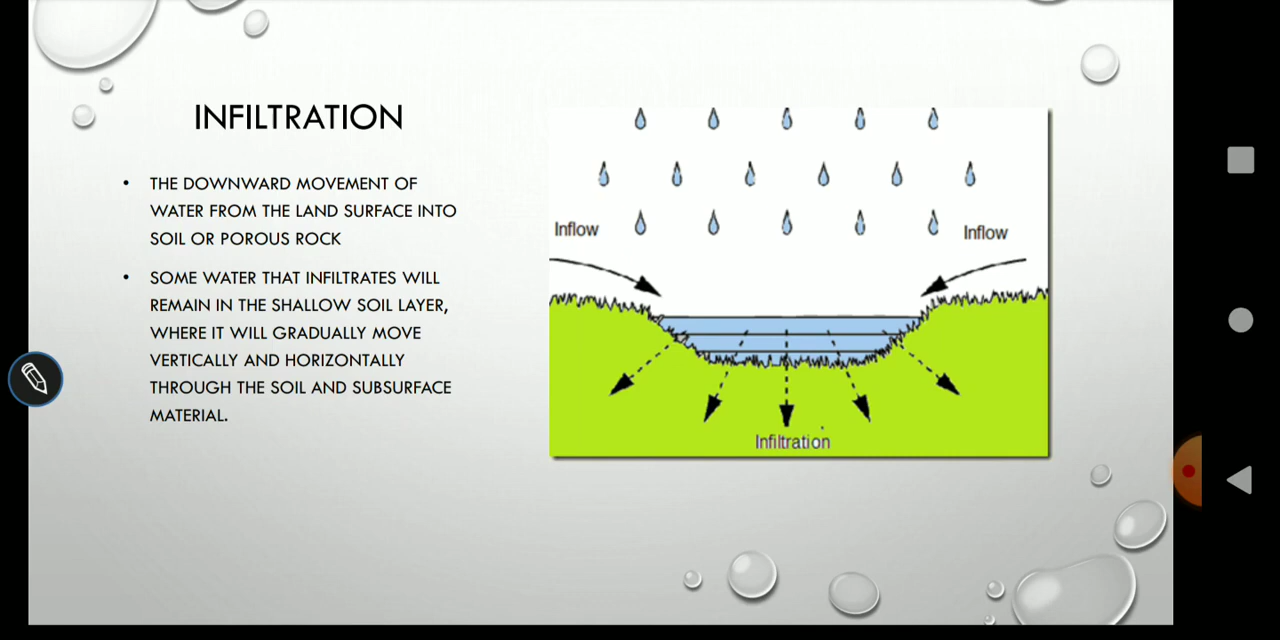 INFILTRATION
• THE DOWNWARD MOVEMENT OF
WATER FROM THE LAND SURFACE INTO
SOIL OR POROUS ROCK
• SOME WATER THAT INFILTRATES WILL
REMAIN IN THE SHALLOW SOIL LAYER,
WHERE IT WILL GRADUALLY MOVE
VERTICALLY AND HORIZONTALLY
THROUGH THE SOIL AND SUBSURFACE
MATERIAL.
Inflow
Inflow
Infiltration